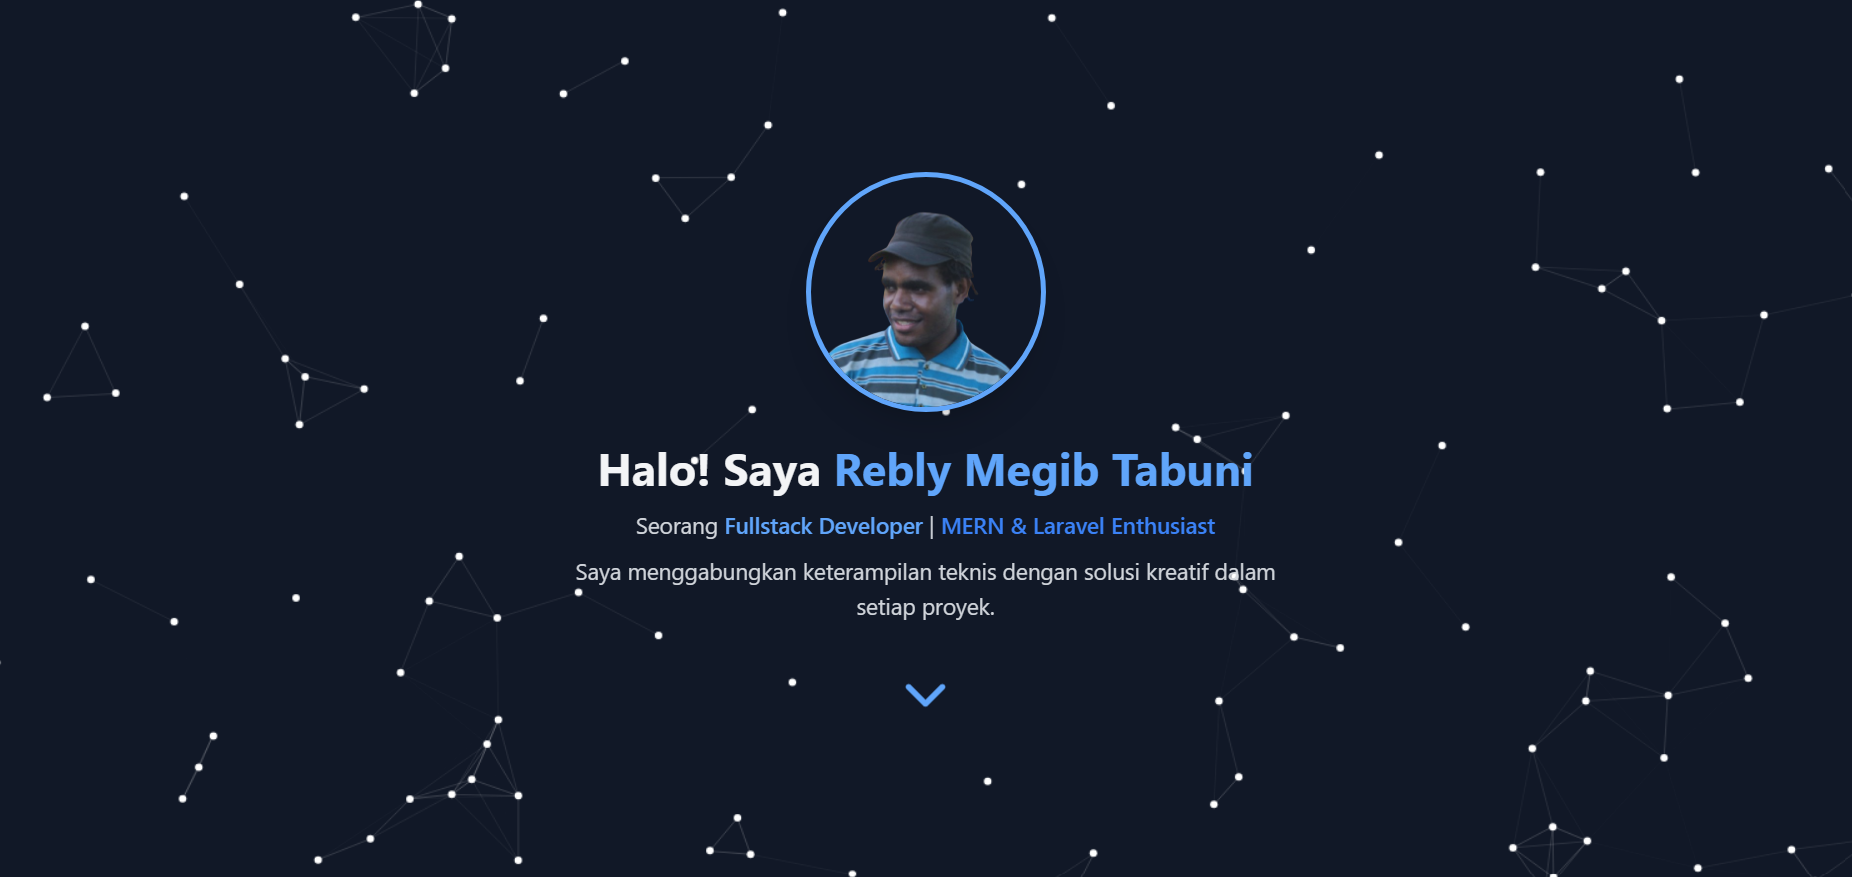 Halo! Saya Rebly Megib Tabuni
Seorang Fullstack Developer | MERN & Laravel Enthusiast
Saya menggabungkan keterampilan teknis dengan solusi kreatif dalam
setiap proyek.